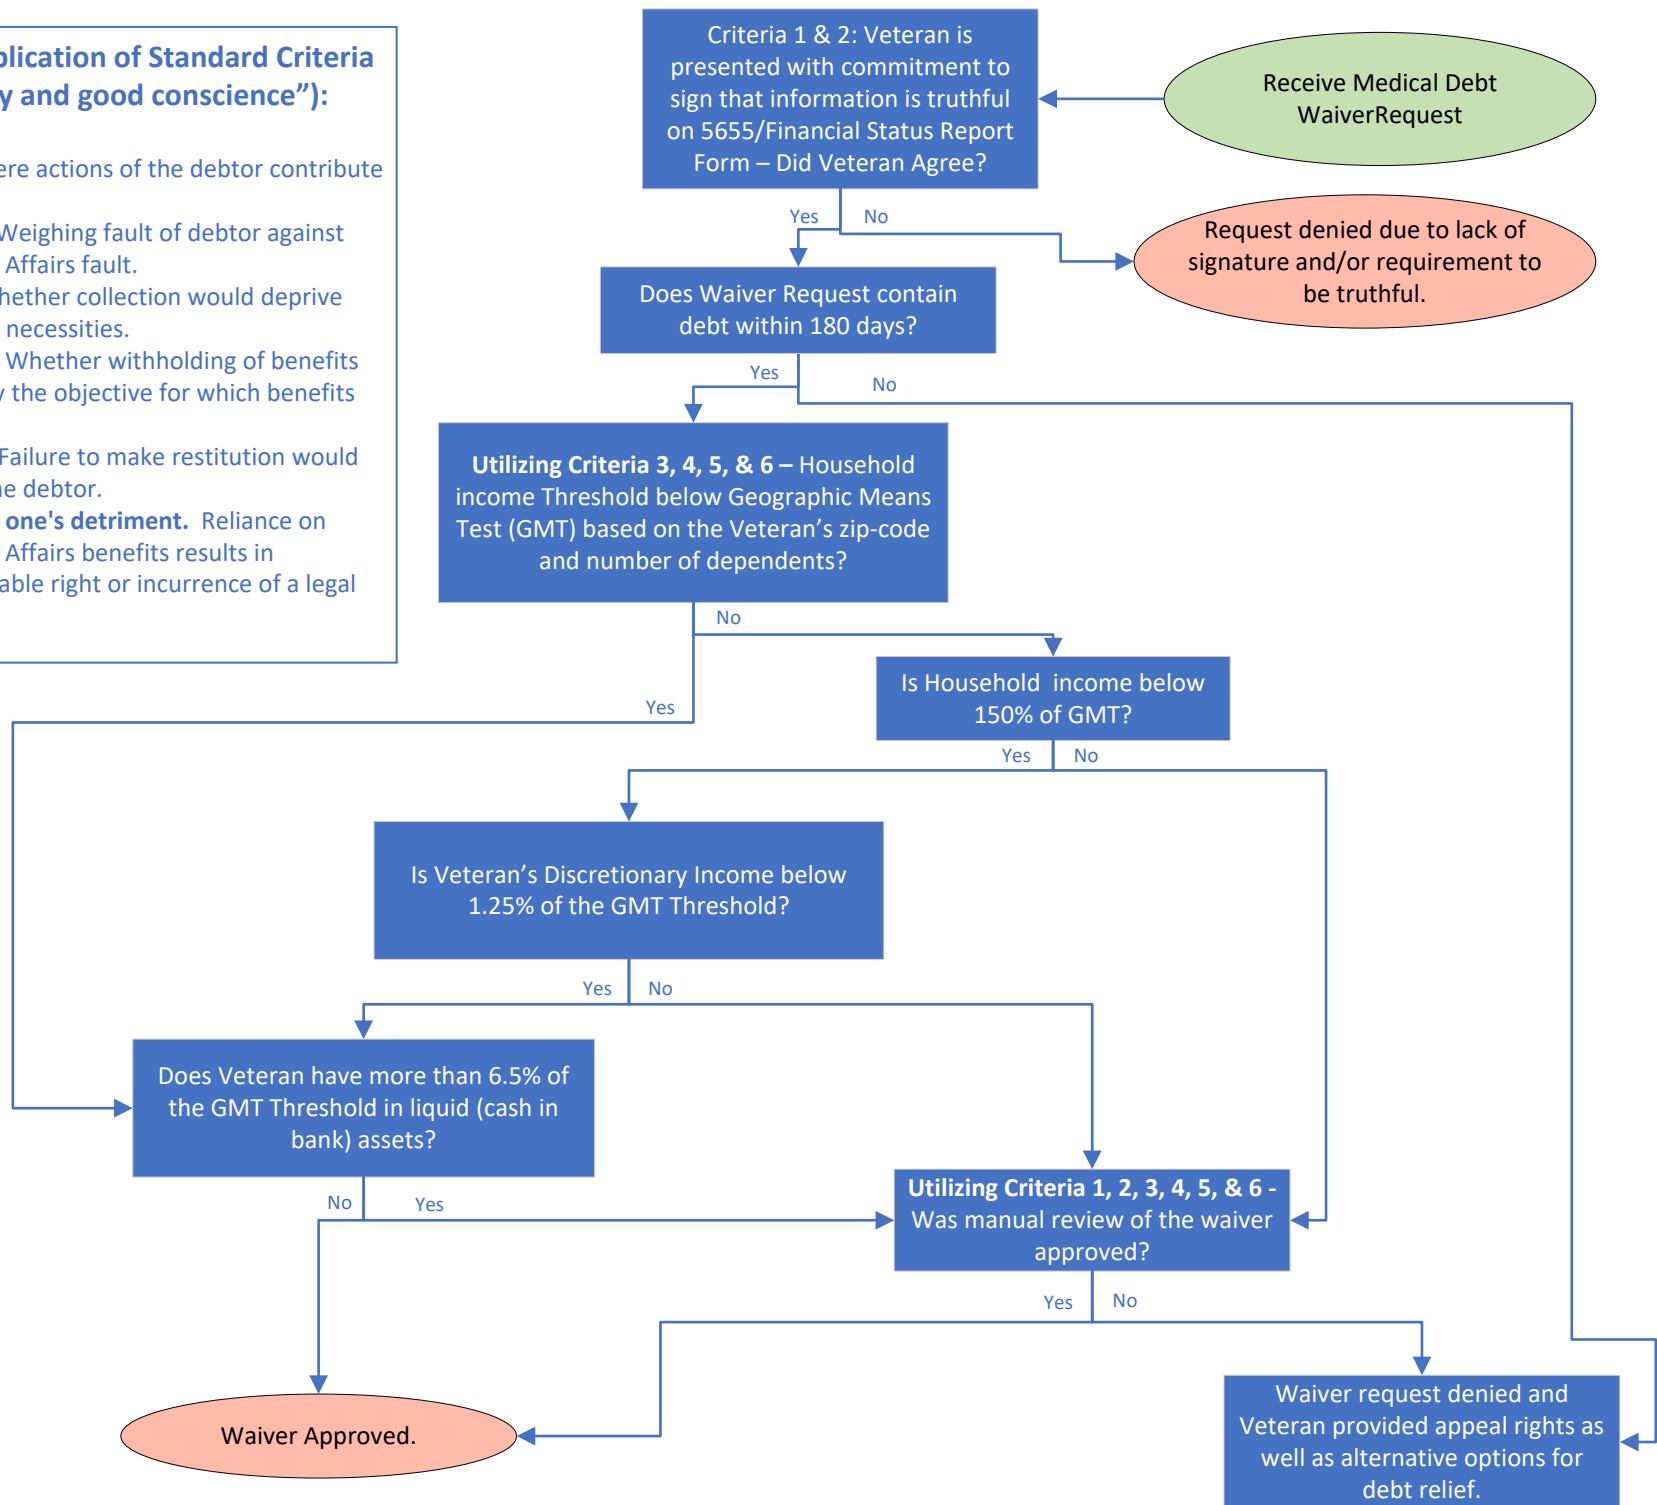 plication of Standard Criteria
y and good conscience”):
ere actions of the debtor contribute
Weighing fault of debtor against
Affairs fault.
hether collection would deprive
necessities.
Whether withholding of benefits
y the objective for which benefits
Failure to make restitution would
he debtor.
one's detriment. Reliance on
Affairs benefits results in
able right or incurrence of a legal
Criteria 1 & 2: Veteran is
presented with commitment to
sign that information is truthful
on 5655/Financial Status Report
Form – Did Veteran Agree?
Receive Medical Debt
WaiverRequest
Yes
No
Request denied due to lack of
signature and/or requirement to
be truthful.
Does Waiver Request contain
debt within 180 days?
Yes
No
Utilizing Criteria 3, 4, 5, & 6 – Household
income Threshold below Geographic Means
Test (GMT) based on the Veteran’s zip-code
and number of dependents?
No
Yes
Is Household income below
150% of GMT?
Yes
No
Is Veteran’s Discretionary Income below
1.25% of the GMT Threshold?
Yes
No
Does Veteran have more than 6.5% of
the GMT Threshold in liquid (cash in
bank) assets?
No
Yes
Utilizing Criteria 1, 2, 3, 4, 5, & 6 -
Was manual review of the waiver
approved?
Yes
No
Waiver Approved.
Waiver request denied and
Veteran provided appeal rights as
well as alternative options for
debt relief.